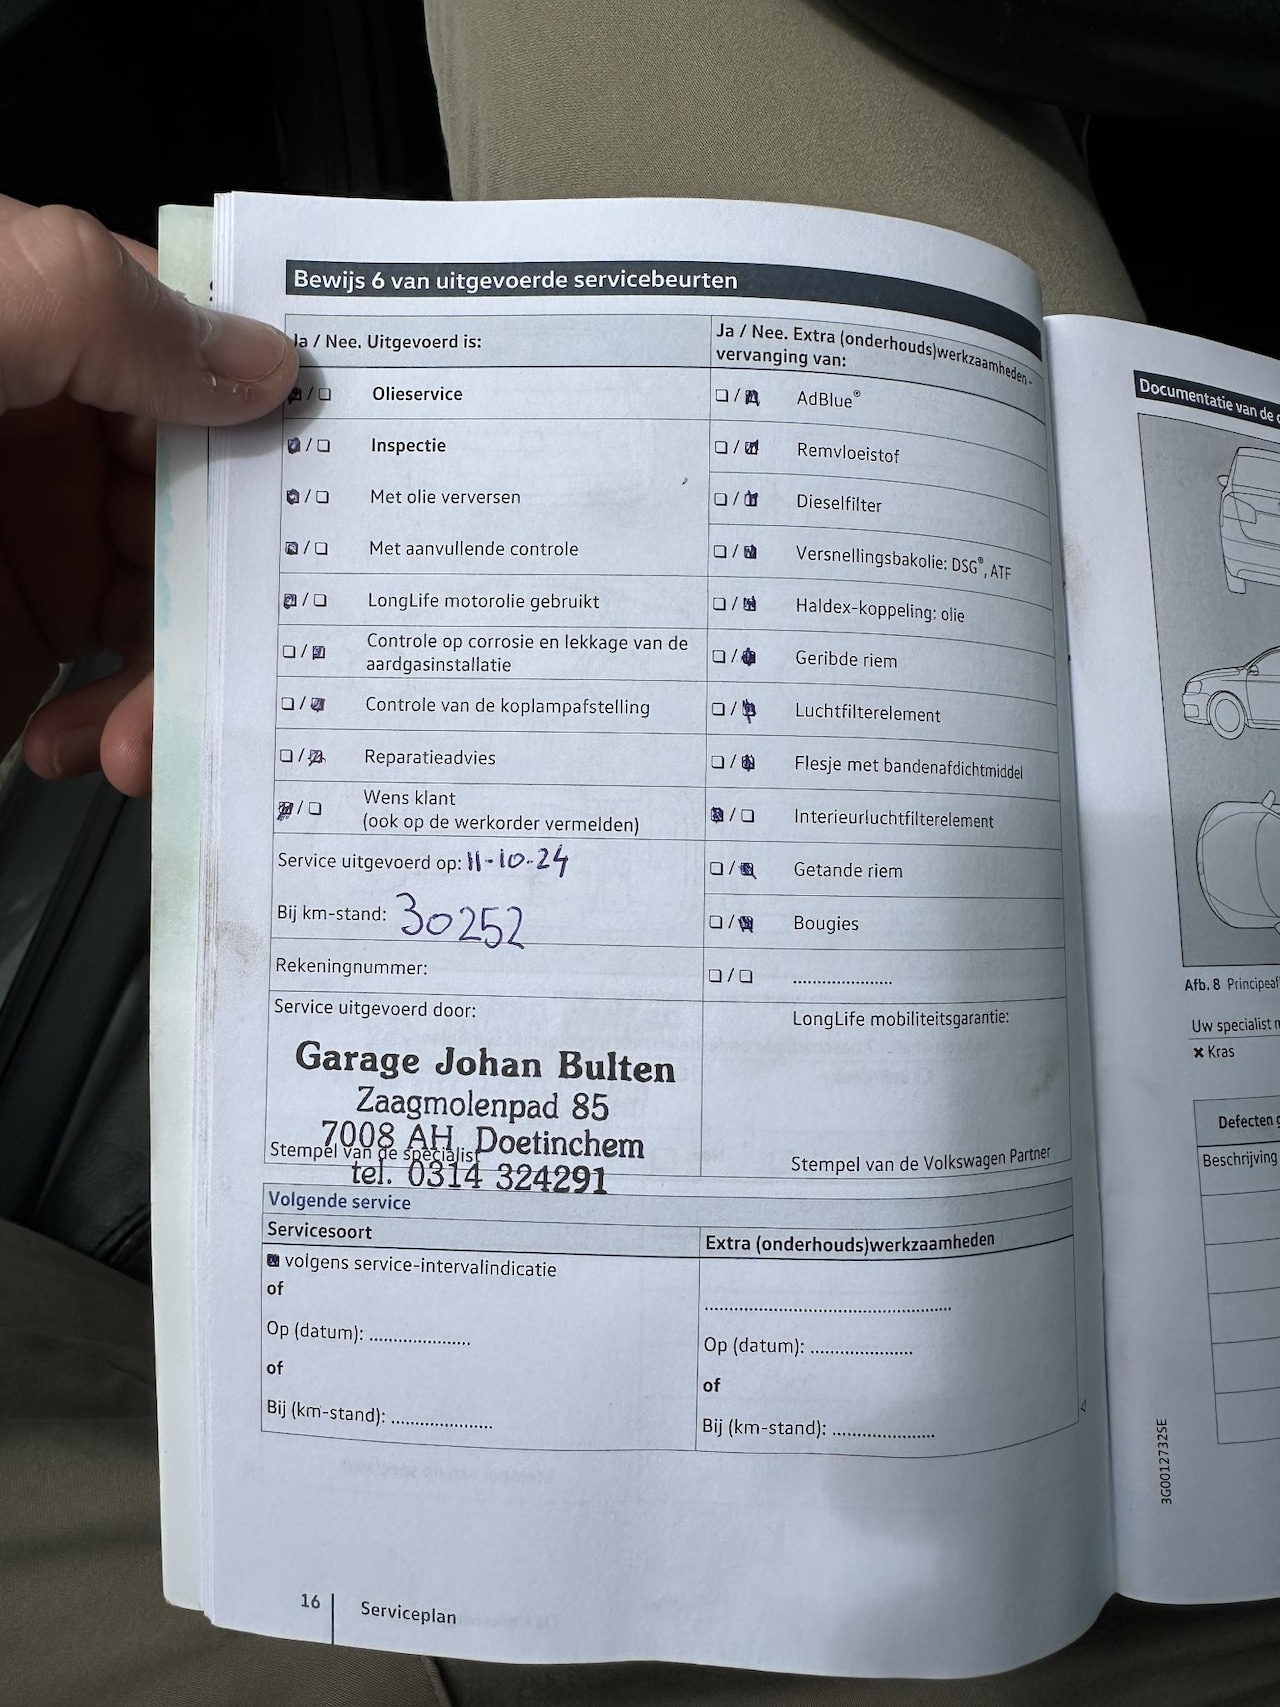 Bewijs 6 van uitgevoerde servicebeurten
Ja / Nee. Uitgevoerd is:
/ ❏ Olieservice
/ ❏ Inspectie
/ ❏ Met olie verversen
/ ❏ Met aanvullende controle
/ ❏ LongLife motorolie gebruikt
❏ / Controle op corrosie en lekkage van de
aardgasinstallatie
❏ / Controle van de koplampafstelling
❏ / Reparatieadvies
/ ❏ Wens klant
(ook op de werkorder vermelden)
Service uitgevoerd op: 11-10-24
Bij km-stand: 30252
Rekeningnummer:
Service uitgevoerd door:
Garage Johan Bulten
Zaagmolenpad 85
7008 AH Doetinchem
Stempel van de specialist
tel. 0314 324291
Ja / Nee. Extra (onderhouds)werkzaamheden -
vervanging van:
❏ / AdBlue®
❏ / Remvloeistof
❏ / Dieselfilter
❏ / Versnellingsbakolie: DSG®, ATF
❏ / Haldex-koppeling: olie
❏ / Geribde riem
❏ / Luchtfilterelement
❏ / Flesje met bandenafdichtmiddel
/ ❏ Interieurluchtfilterelement
❏ / Getande riem
❏ / Bougies
❏ / ❏ ......................
LongLife mobiliteitsgarantie:
Stempel van de Volkswagen Partner
Volgende service
Servicesoort
volgens service-intervalindicatie
of
Op (datum): ......................
of
Bij (km-stand): ......................
Extra (onderhouds)werkzaamheden
.....................................................
Op (datum): ......................
of
Bij (km-stand): ......................
16 Serviceplan
Documentatie van de
Afb. 8 Principeaf
Uw specialist
✖ Kras
Defecten
Beschrijving
3G0012732SE